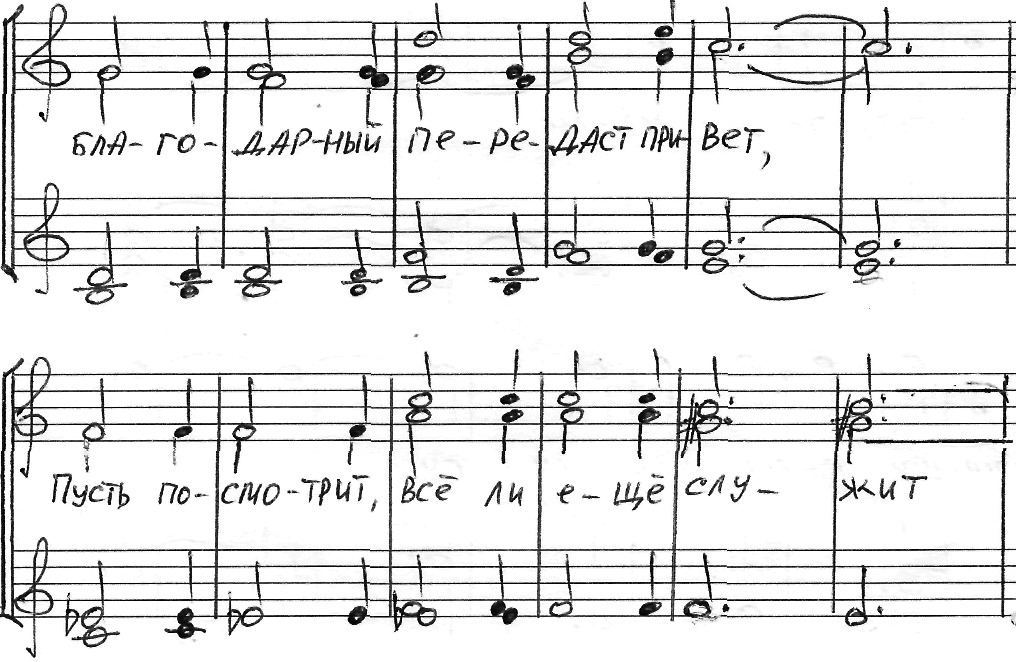 БЛА- ГО- ДАР-НЫЙ ПЕ-РЕ- ДАСТ ПРИ- ВЕТ,
ПУСТЬ ПО- СМО-ТРИТ, ВСЁ ЛИ Е-ЩЁ СЛУ- ЖИТ